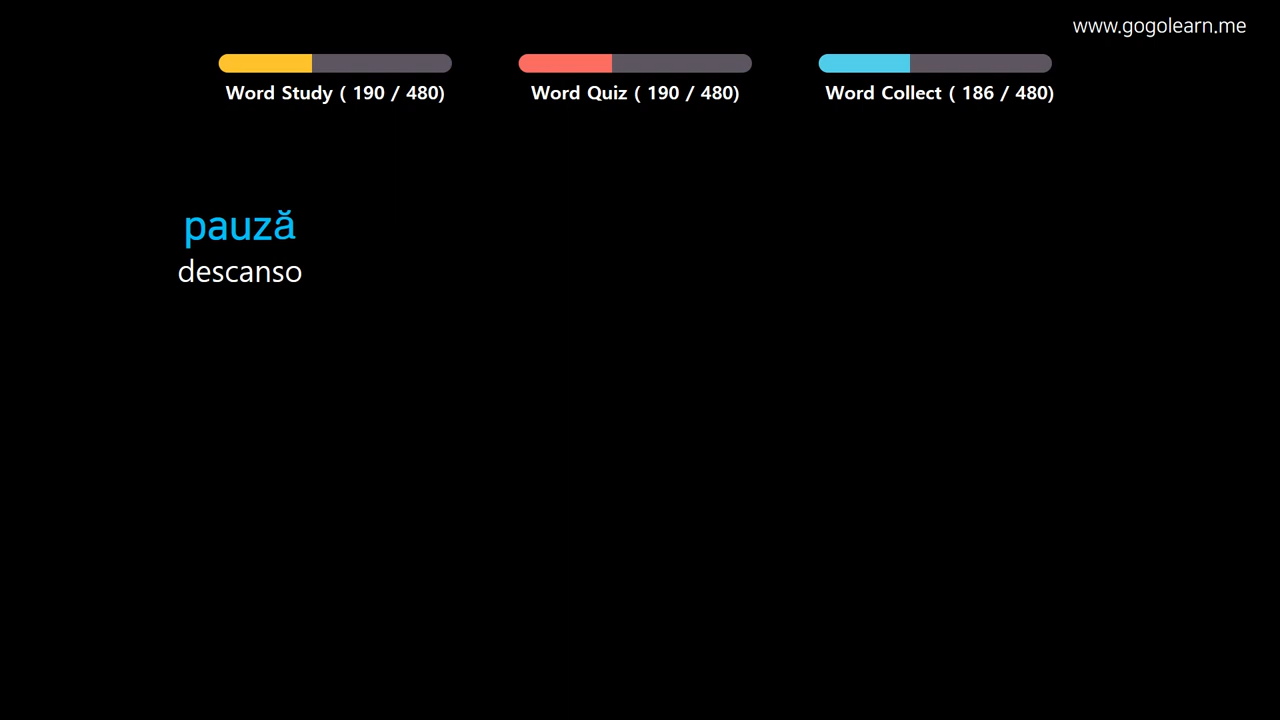 www.gogolearn.me
Word Study ( 190 / 480)
Word Quiz ( 190 / 480)
Word Collect ( 186 / 480)
pauză
descanso